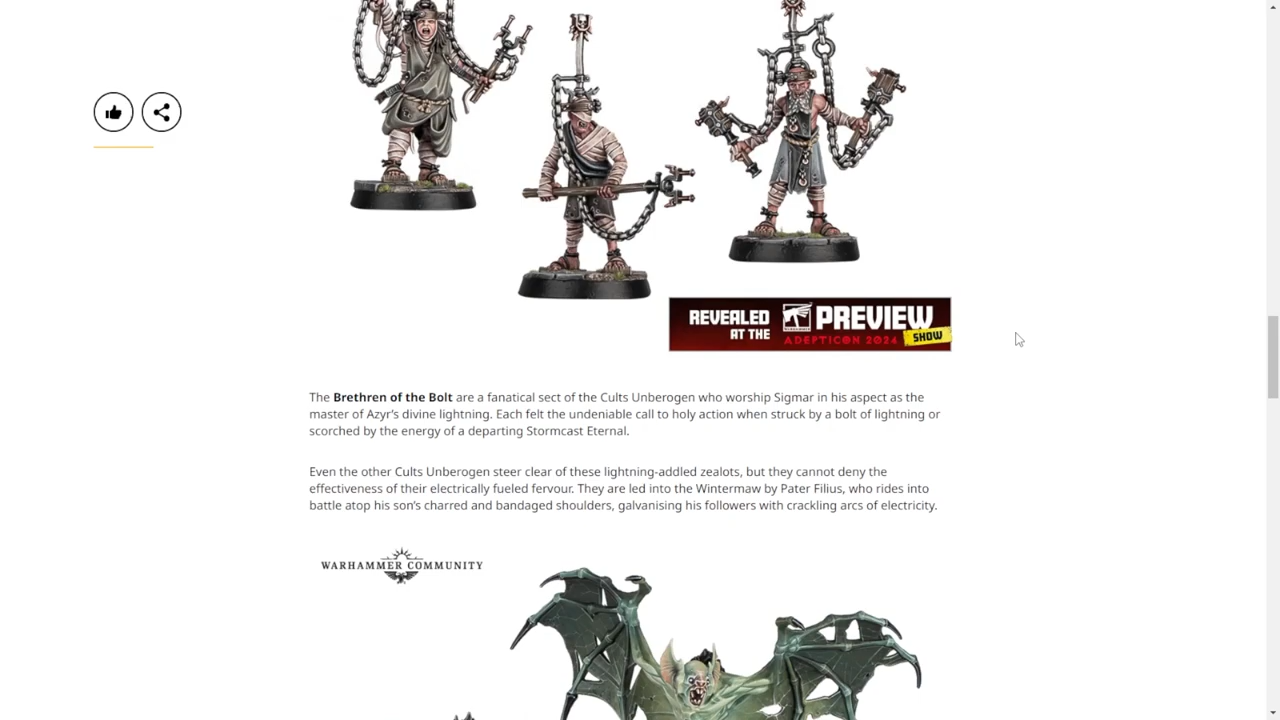 REVEALED
AT THE
PREVIEW
ADEPTICON 2024
SHOW
The Brethren of the Bolt are a fanatical sect of the Cults Unberogen who worship Sigmar in his aspect as the
master of Azyr's divine lightning. Each felt the undeniable call to holy action when struck by a bolt of lightning or
scorched by the energy of a departing Stormcast Eternal.
Even the other Cults Unberogen steer clear of these lightning-addled zealots, but they cannot deny the
effectiveness of their electrically fueled fervour. They are led into the Wintermaw by Pater Filius, who rides into
battle atop his son's charred and bandaged shoulders, galvanising his followers with crackling arcs of electricity.
WARHAMMER COMMUNITY